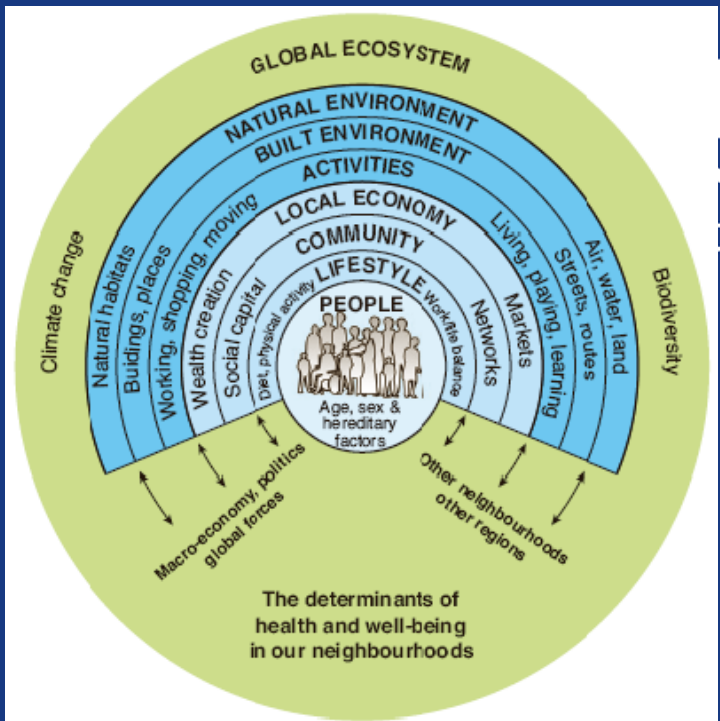 GLOBAL ECOSYSTEM
NATURAL ENVIRONMENT
BUILT ENVIRONMENT
ACTIVITIES
LOCAL ECONOMY
COMMUNITY
LIFESTYLE
PEOPLE
Age, sex &
hereditary
factors
Climate change
Natural habitats
Buidings, places
Working, shopping, moving
Wealth creation
Social capital
Diet, physical activity
Work/life balance
Networks
Markets
Living, playing, learning
Streets, routes
Air, water, land
Biodiversity
Macro-economy, politics
global forces
Other neighbourhoods
other regions
The determinants of
health and well-being
in our neighbourhoods